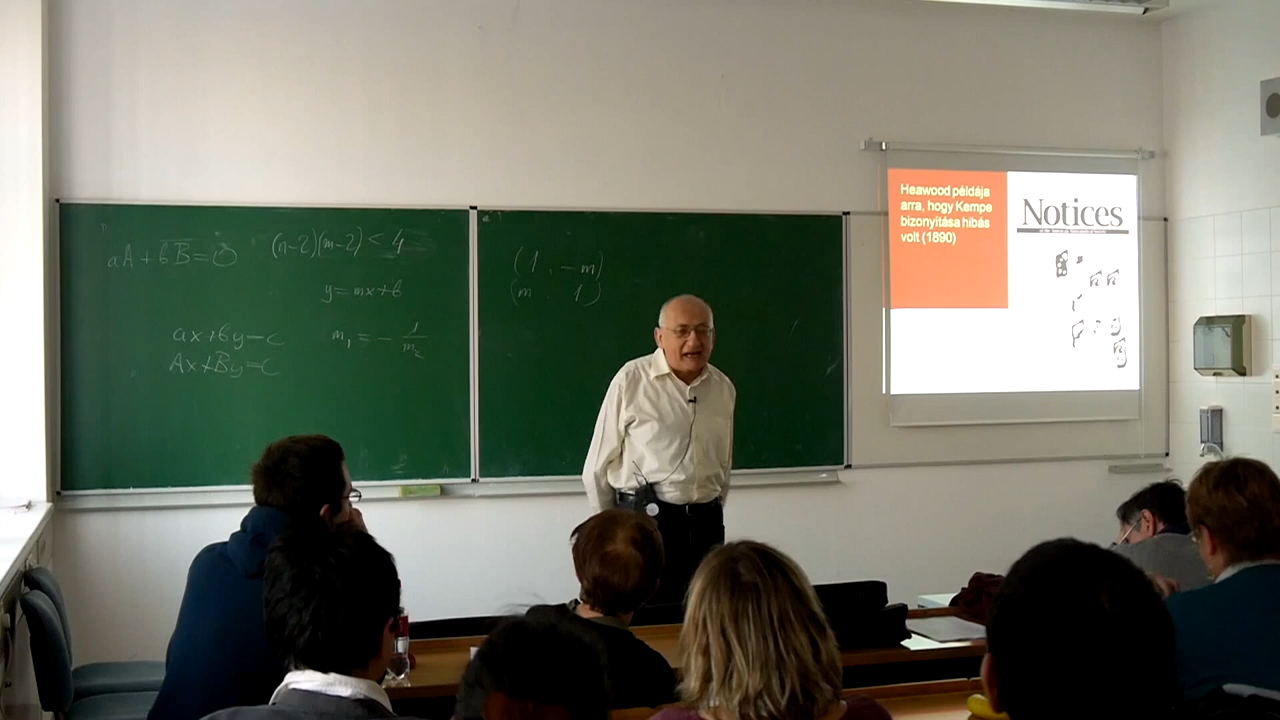 aA + bB = 0
(n-2)(m-2) < 4
y = mx+b
ax+by=c
Ax+By=C
m₁ = - 1/m₂
(1, -m)
(m, 1)
Heawood példája
arra, hogy Kempe
bizonyítása hibás
volt (1890)
Notices